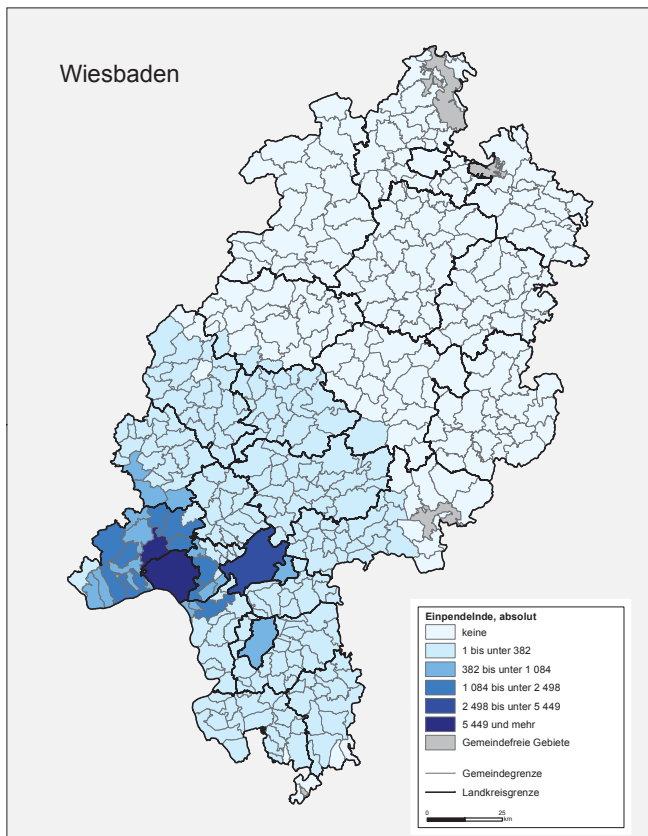 Wiesbaden
Einpendelnde, absolut
keine
1 bis unter 382
382 bis unter 1 084
1 084 bis unter 2 498
2 498 bis unter 5 449
5 449 und mehr
Gemeindefreie Gebiete
Gemeindegrenze
Landkreisgrenze
0 25
km